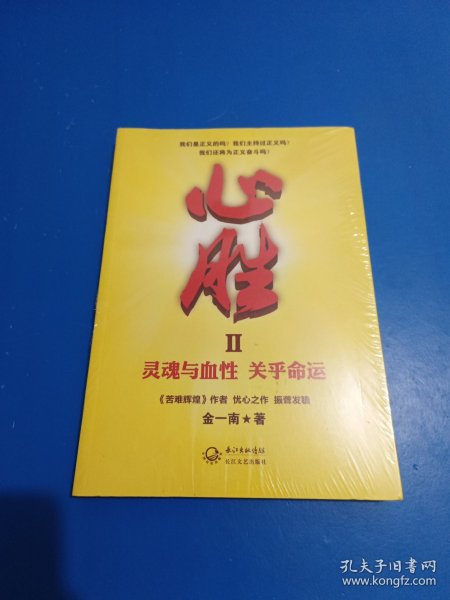 我们是正义的吗？我们主持过正义吗？
我们还将为正义奋斗吗？
心
胜
II
灵魂与血性 关乎命运
《苦难辉煌》作者 忧心之作 振聋发聩
金一南★著
长江文艺出版社
孔夫子旧书网
www.kongfz.com